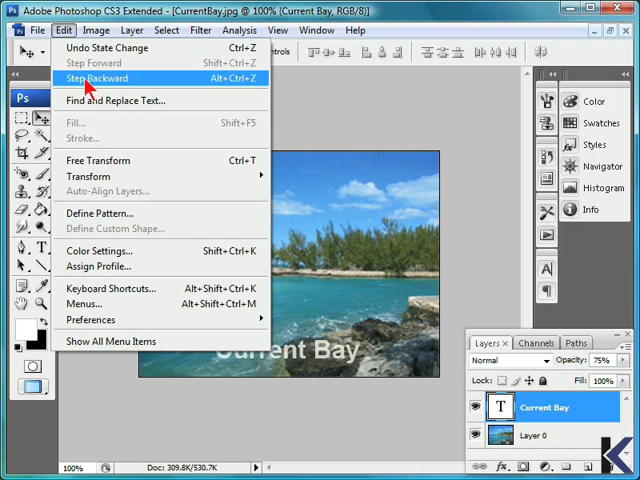 Adobe Photoshop CS3 Extended - [CurrentBay.jpg @ 100% (Current Bay, RGB/8)]
File Edit Image Layer Select Filter Analysis View Window Help
Undo State Change Ctrl+Z
Step Forward Shift+Ctrl+Z
Step Backward Alt+Ctrl+Z
Find and Replace Text...
Fill... Shift+F5
Stroke...
Free Transform Ctrl+T
Transform
Auto-Align Layers...
Define Pattern...
Define Custom Shape...
Color Settings... Shift+Ctrl+K
Assign Profile...
Keyboard Shortcuts... Alt+Shift+Ctrl+K
Menus... Alt+Shift+Ctrl+M
Preferences
Show All Menu Items
Ps
Color
Swatches
Styles
Navigator
Histogram
Info
Current Bay
Layers Channels Paths
Normal Opacity: 75%
Lock: Fill: 100%
T Current Bay
Layer 0
100% Doc: 309.8K/530.7K